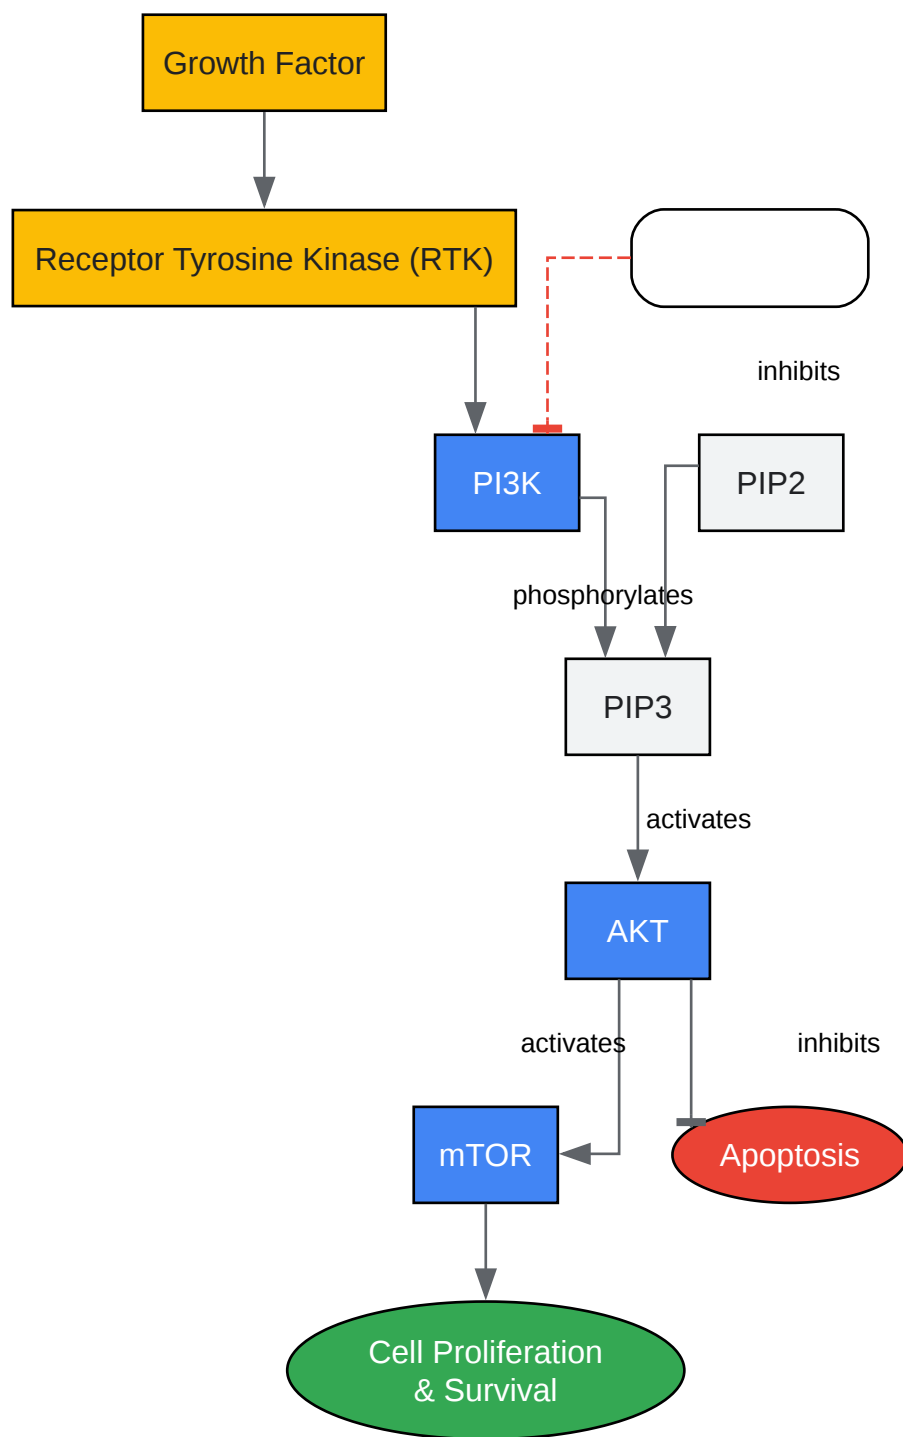 Growth Factor
Receptor Tyrosine Kinase (RTK)
inhibits
PI3K
PIP2
phosphorylates
PIP3
activates
AKT
activates
inhibits
mTOR
Apoptosis
Cell Proliferation
& Survival